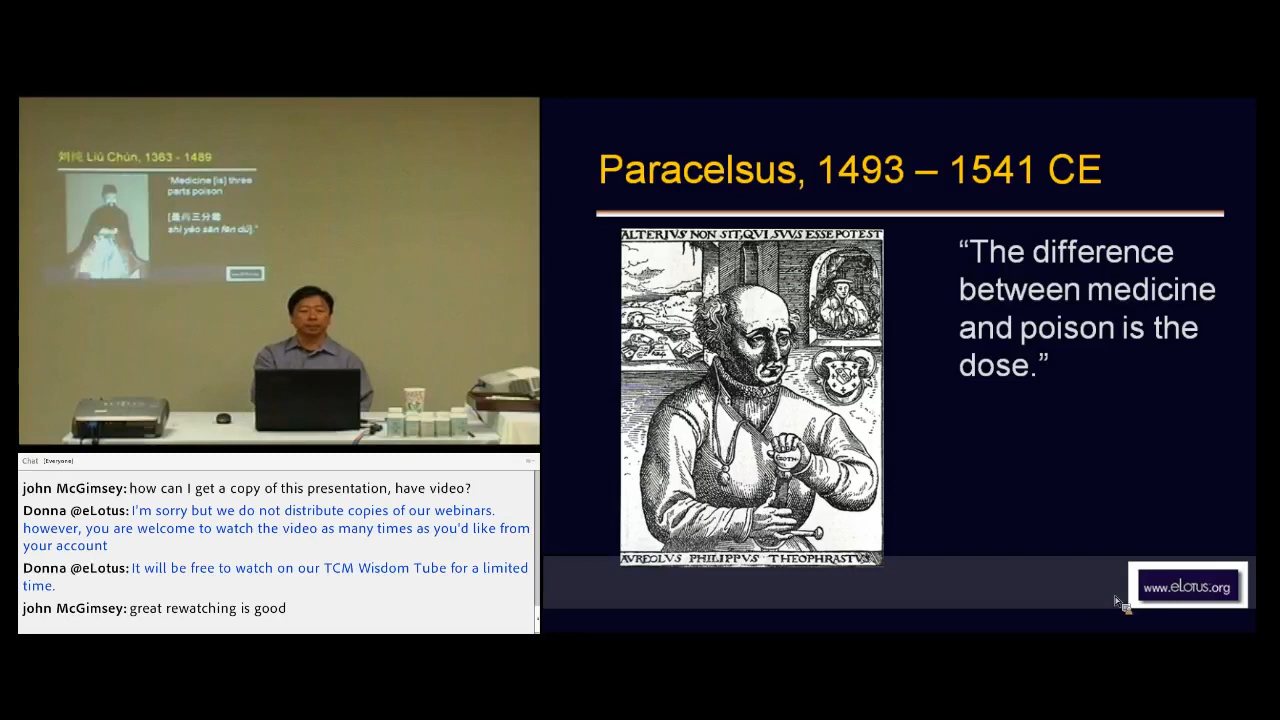 刘纯 Liú Chún, 1363 - 1489
"Medicine [is] three
parts poison
shì yào sān fēn dú]."
Paracelsus, 1493 – 1541 CE
ALTERIVS NON SIT, QVI SVVS ESSE POTEST
AVREOLVS PHILIPPVS THEOPHRASTVS
“The difference
between medicine
and poison is the
dose.”
www.eLotus.org
Chat (Everyone)
john McGimsey: how can I get a copy of this presentation, have video?
Donna @eLotus: I'm sorry but we do not distribute copies of our webinars.
however, you are welcome to watch the video as many times as you'd like from
your account
Donna @eLotus: It will be free to watch on our TCM Wisdom Tube for a limited
time.
john McGimsey: great rewatching is good